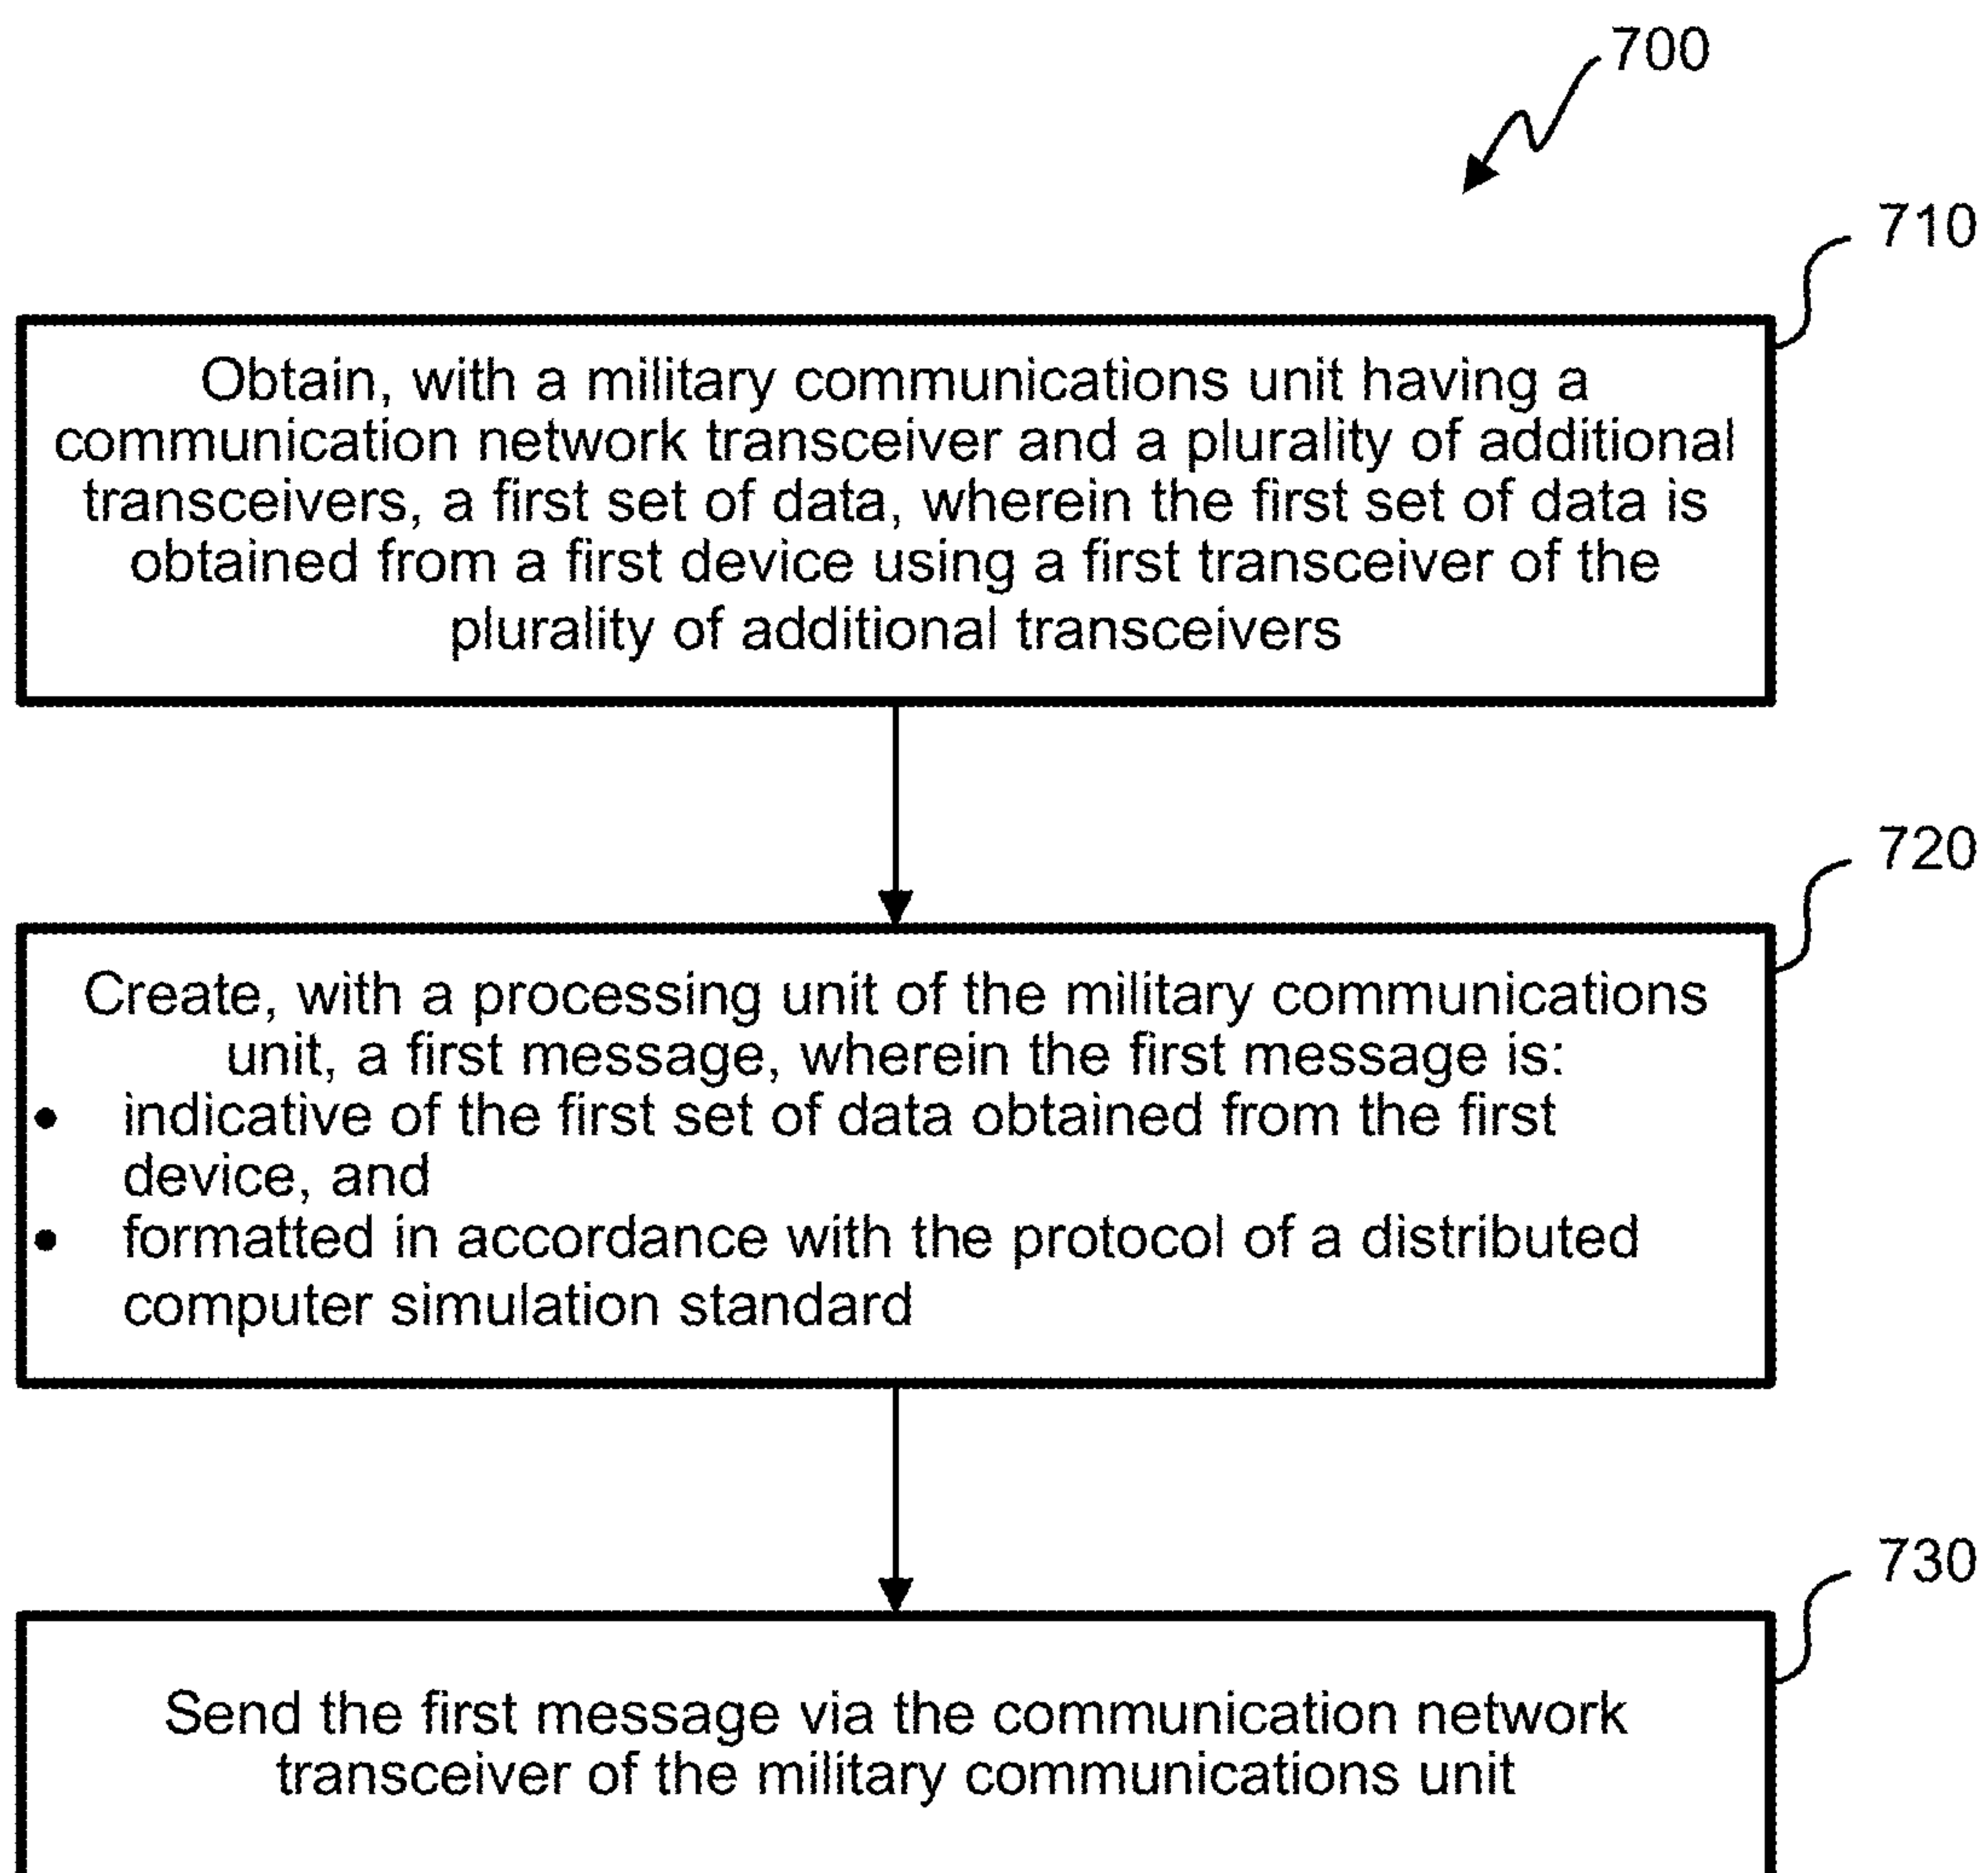 700
710
Obtain, with a military communications unit having a
communication network transceiver and a plurality of additional
transceivers, a first set of data, wherein the first set of data is
obtained from a first device using a first transceiver of the
plurality of additional transceivers
720
Create, with a processing unit of the military communications
unit, a first message, wherein the first message is:
• indicative of the first set of data obtained from the first
device, and
• formatted in accordance with the protocol of a distributed
computer simulation standard
730
Send the first message via the communication network
transceiver of the military communications unit